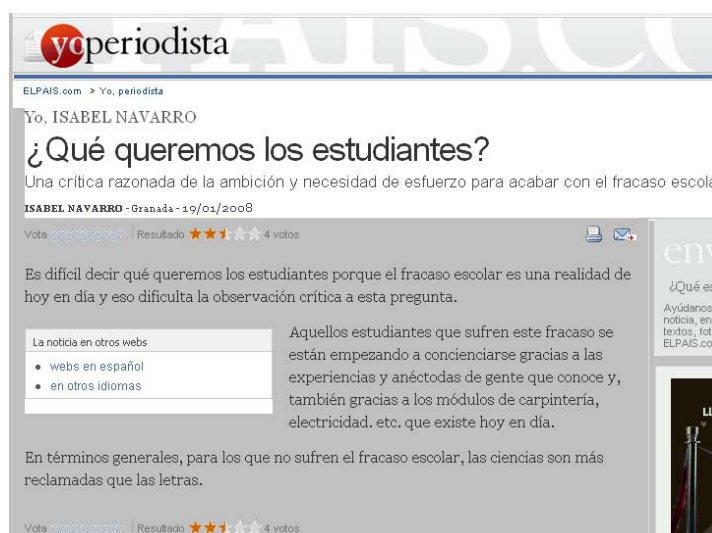 PAIS.CO
yoperiodista
ELPAIS.com > Yo, periodista
Yo, ISABEL NAVARRO
¿Qué queremos los estudiantes?
Una crítica razonada de la ambición y necesidad de esfuerzo para acabar con el fracaso escola
ISABEL NAVARRO - Granada - 19/01/2008
Vota Resultado 4 votos
Es difícil decir qué queremos los estudiantes porque el fracaso escolar es una realidad de
hoy en día y eso dificulta la observación crítica a esta pregunta.
La noticia en otros webs
• webs en español
• en otros idiomas
Aquellos estudiantes que sufren este fracaso se
están empezando a concienciarse gracias a las
experiencias y anéctodas de gente que conoce y,
también gracias a los módulos de carpintería,
electricidad. etc. que existe hoy en día.
En términos generales, para los que no sufren el fracaso escolar, las ciencias son más
reclamadas que las letras.
Vota Resultado 4 votos
env
¿Qué es
Ayúdanos
noticia, en
textos, fot
ELPAIS.co
LL